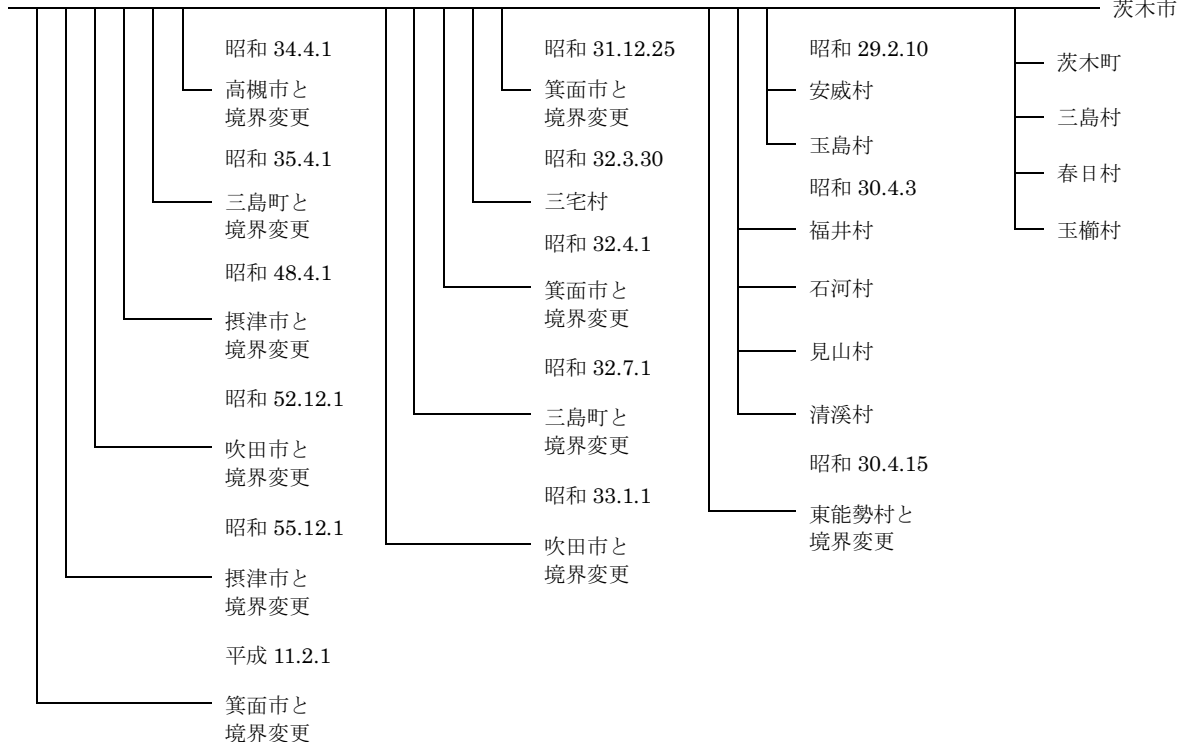 茨木市
茨木町
三島村
春日村
玉櫛村
昭和 29.2.10
安威村
玉島村
昭和 30.4.3
福井村
石河村
見山村
清溪村
昭和 30.4.15
東能勢村と
境界変更
昭和 31.12.25
箕面市と
境界変更
昭和 32.3.30
三宅村
昭和 32.4.1
箕面市と
境界変更
昭和 32.7.1
三島町と
境界変更
昭和 33.1.1
吹田市と
境界変更
昭和 34.4.1
高槻市と
境界変更
昭和 35.4.1
三島町と
境界変更
昭和 48.4.1
摂津市と
境界変更
昭和 52.12.1
吹田市と
境界変更
昭和 55.12.1
摂津市と
境界変更
平成 11.2.1
箕面市と
境界変更